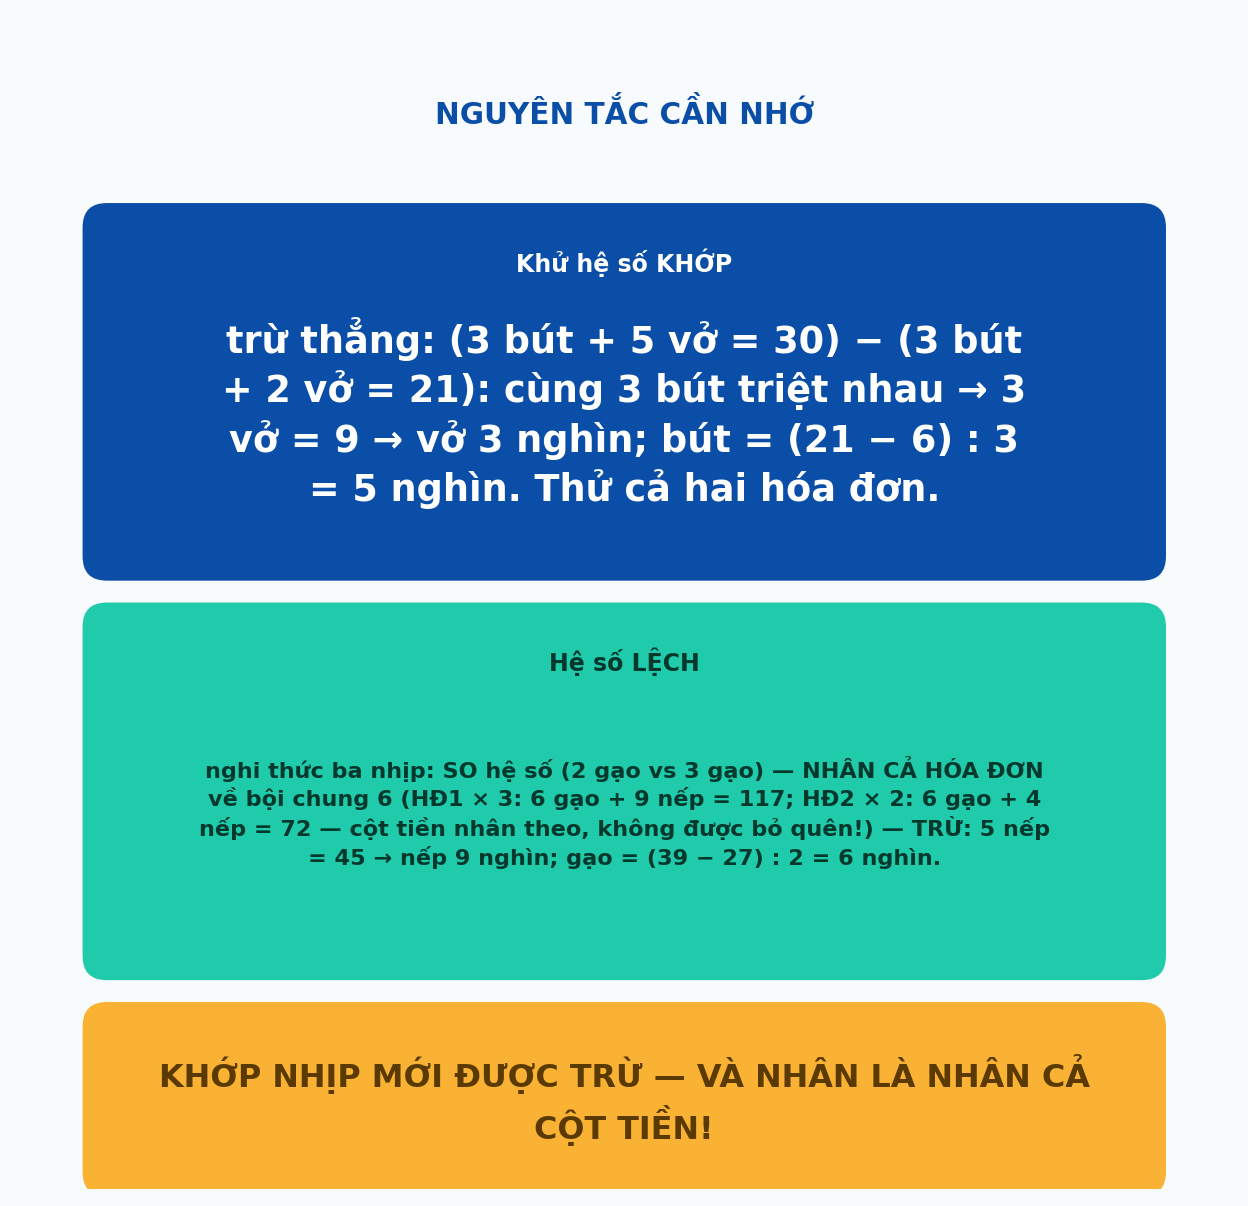 NGUYÊN TẮC CẦN NHỚ
Khử hệ số KHỚP
trừ thẳng: (3 bút + 5 vở = 30) − (3 bút
+ 2 vở = 21): cùng 3 bút triệt nhau → 3
vở = 9 → vở 3 nghìn; bút = (21 − 6) : 3
= 5 nghìn. Thử cả hai hóa đơn.
Hệ số LỆCH
nghi thức ba nhịp: SO hệ số (2 gạo vs 3 gạo) — NHÂN CẢ HÓA ĐƠN
về bội chung 6 (HĐ1 × 3: 6 gạo + 9 nếp = 117; HĐ2 × 2: 6 gạo + 4
nếp = 72 — cột tiền nhân theo, không được bỏ quên!) — TRỪ: 5 nếp
= 45 → nếp 9 nghìn; gạo = (39 − 27) : 2 = 6 nghìn.
KHỚP NHỊP MỚI ĐƯỢC TRỪ — VÀ NHÂN LÀ NHÂN CẢ
CỘT TIỀN!